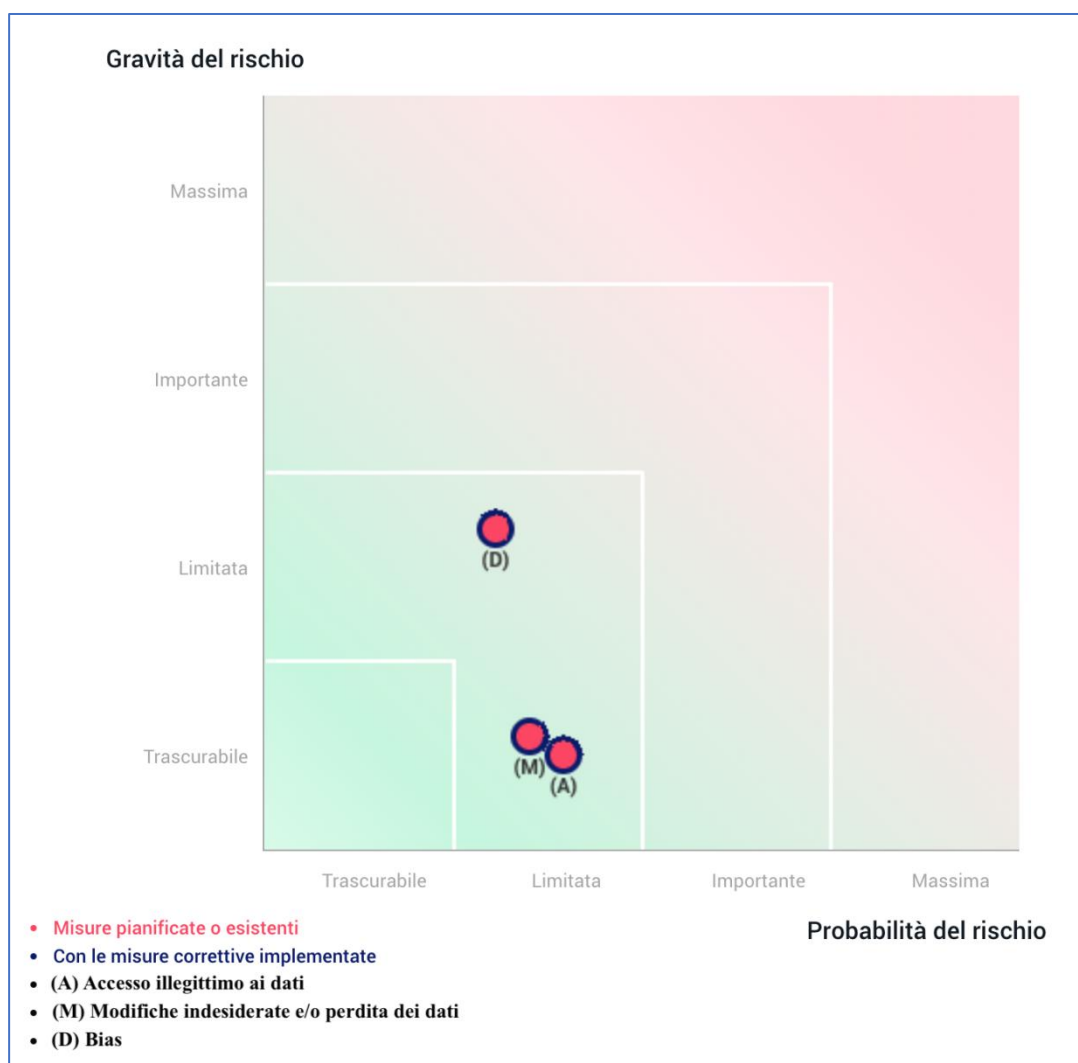 Gravità del rischio
Massima
Importante
Limitata
(D)
Trascurabile
(M)
(A)
Trascurabile Limitata Importante Massima
Probabilità del rischio
• Misure pianificate o esistenti
• Con le misure correttive implementate
• (A) Accesso illegittimo ai dati
• (M) Modifiche indesiderate e/o perdita dei dati
• (D) Bias